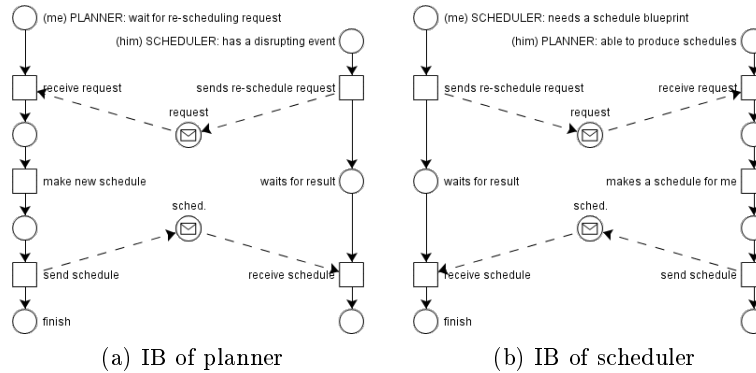 (me) PLANNER: wait for re-scheduling request
(him) SCHEDULER: has a disrupting event
receive request
sends re-schedule request
request
make new schedule
waits for result
sched.
send schedule
receive schedule
finish
(a) IB of planner
(me) SCHEDULER: needs a schedule blueprint
(him) PLANNER: able to produce schedules
sends re-schedule request
receive request
request
waits for result
makes a schedule for me
sched.
receive schedule
send schedule
finish
(b) IB of scheduler